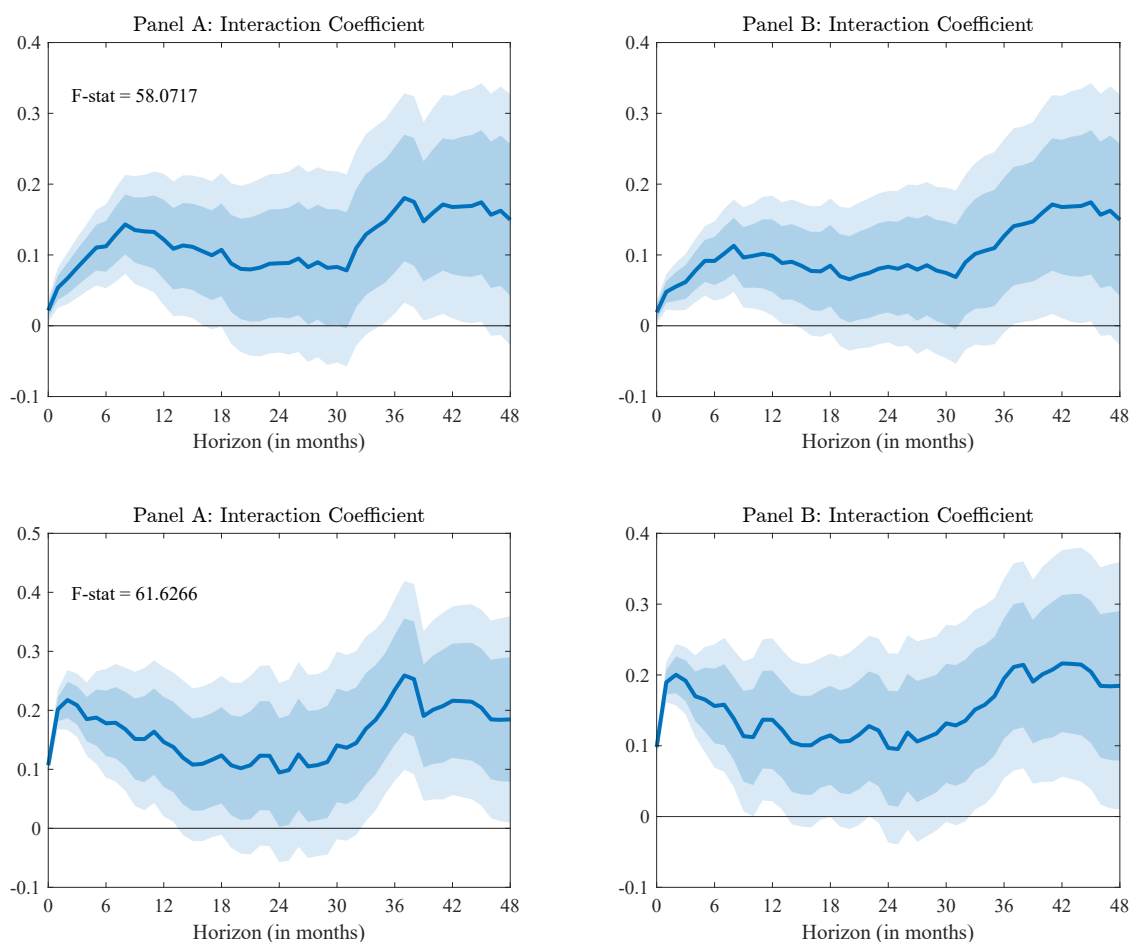 Panel A: Interaction Coefficient
0.4
F-stat = 58.0717
0.3
0.2
0.1
0
-0.1
0 6 12 18 24 30 36 42 48
Horizon (in months)
Panel B: Interaction Coefficient
0.4
0.3
0.2
0.1
0
-0.1
0 6 12 18 24 30 36 42 48
Horizon (in months)
Panel A: Interaction Coefficient
0.5
0.4
F-stat = 61.6266
0.3
0.2
0.1
0
-0.1
0 6 12 18 24 30 36 42 48
Horizon (in months)
Panel B: Interaction Coefficient
0.4
0.3
0.2
0.1
0
-0.1
0 6 12 18 24 30 36 42 48
Horizon (in months)